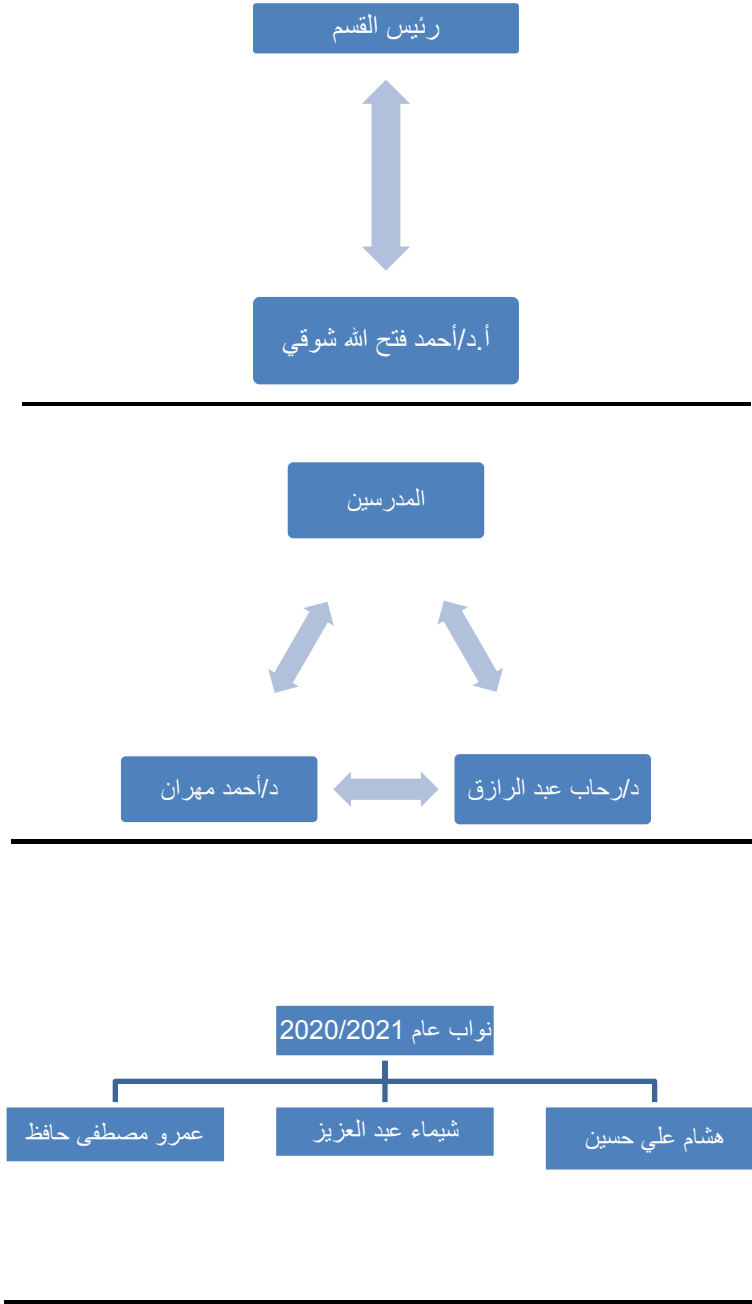 رئيس القسم
أ.د/أحمد فتح الله شوقي
المدرسين
د/رحاب عبد الرازق
د/أحمد مهران
نواب عام 2020/2021
هشام علي حسين
شيماء عبد العزيز
عمرو مصطفى حافظ